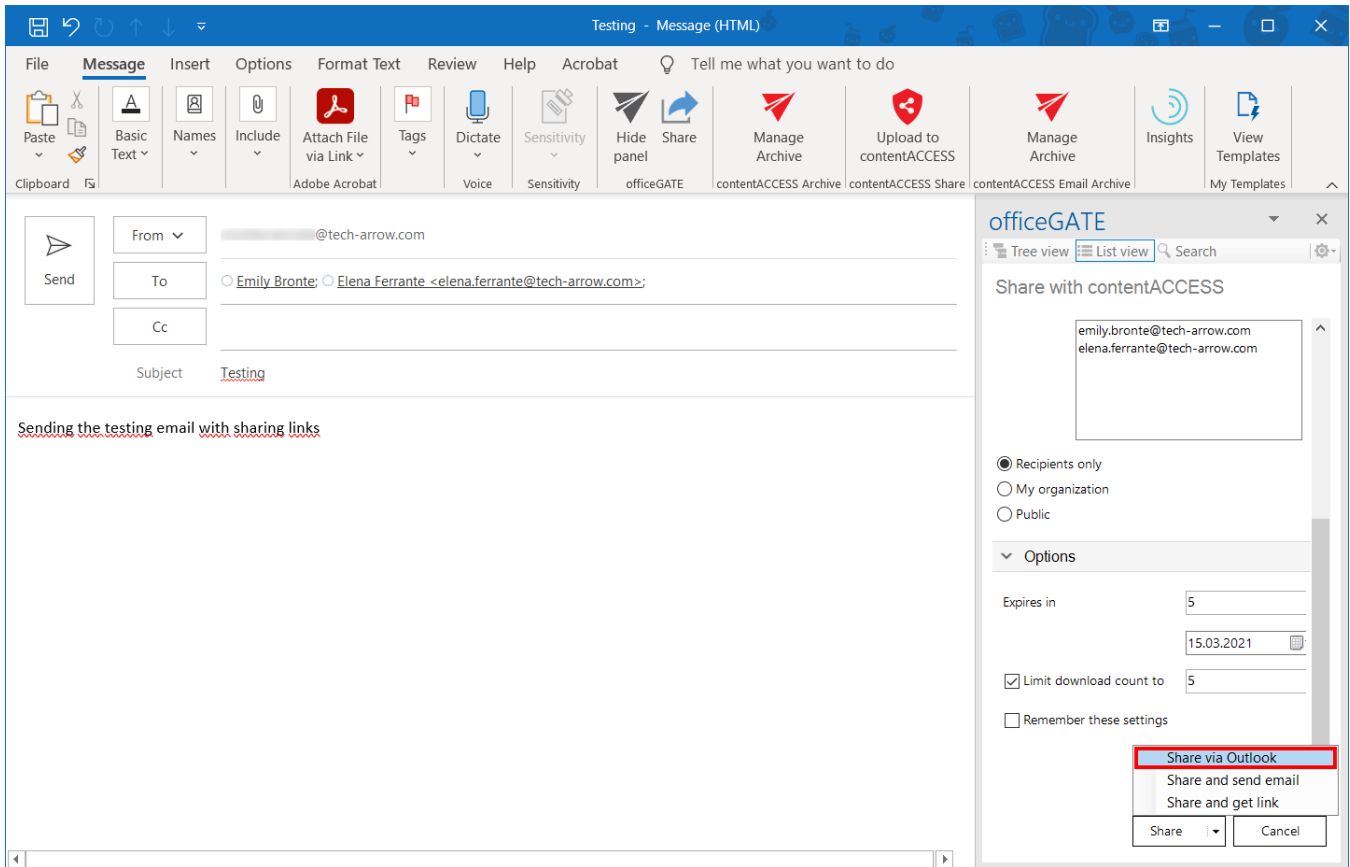 Testing - Message (HTML)
File Message Insert Options Format Text Review Help Acrobat Tell me what you want to do
Paste
Basic Text
Names
Include
Attach File via Link
Tags
Dictate
Sensitivity
Hide panel
Share
Manage Archive
Upload to contentACCESS
Manage Archive
Insights
View Templates
Clipboard
Adobe Acrobat
Voice
Sensitivity
officeGATE
contentACCESS Archive
contentACCESS Share
contentACCESS Email Archive
My Templates
Send
From
@tech-arrow.com
To
Emily Bronte; Elena Ferrante <elena.ferrante@tech-arrow.com>;
Cc
Subject Testing
Sending the testing email with sharing links
officeGATE
Tree view List view Search
Share with contentACCESS
emily.bronte@tech-arrow.com
elena.ferrante@tech-arrow.com
Recipients only
My organization
Public
Options
Expires in 5
15.03.2021
Limit download count to 5
Remember these settings
Share via Outlook
Share and send email
Share and get link
Share Cancel